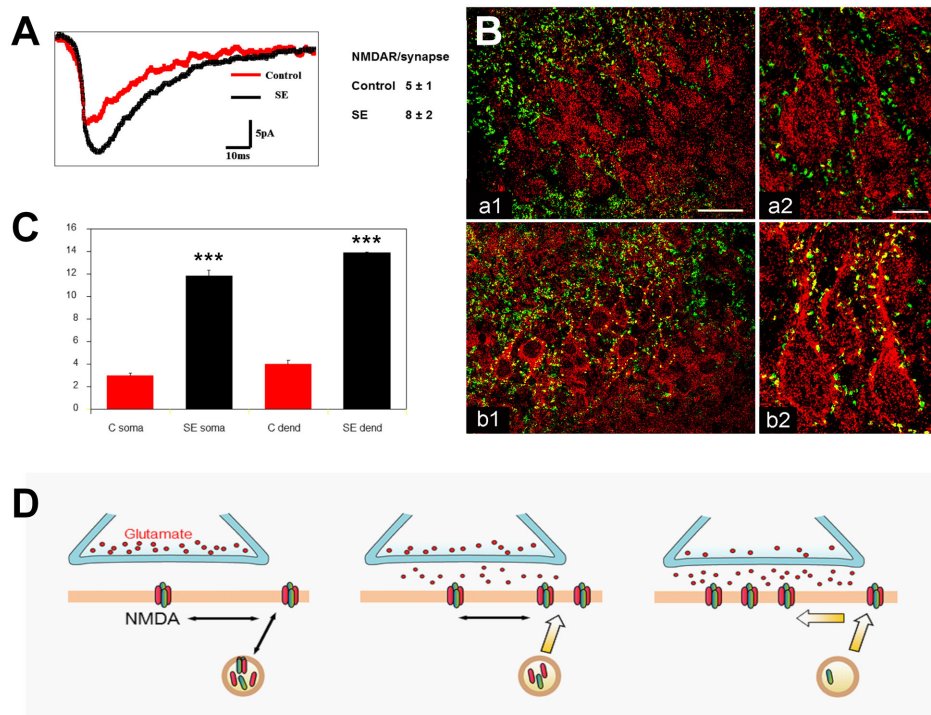 A
Control
SE
5pA
10ms
NMDAR/synapse
Control 5 ± 1
SE 8 ± 2
B
a1
a2
b1
b2
C
16
14
12
10
8
6
4
2
0
***
***
C soma
SE soma
C dend
SE dend
D
Glutamate
NMDA